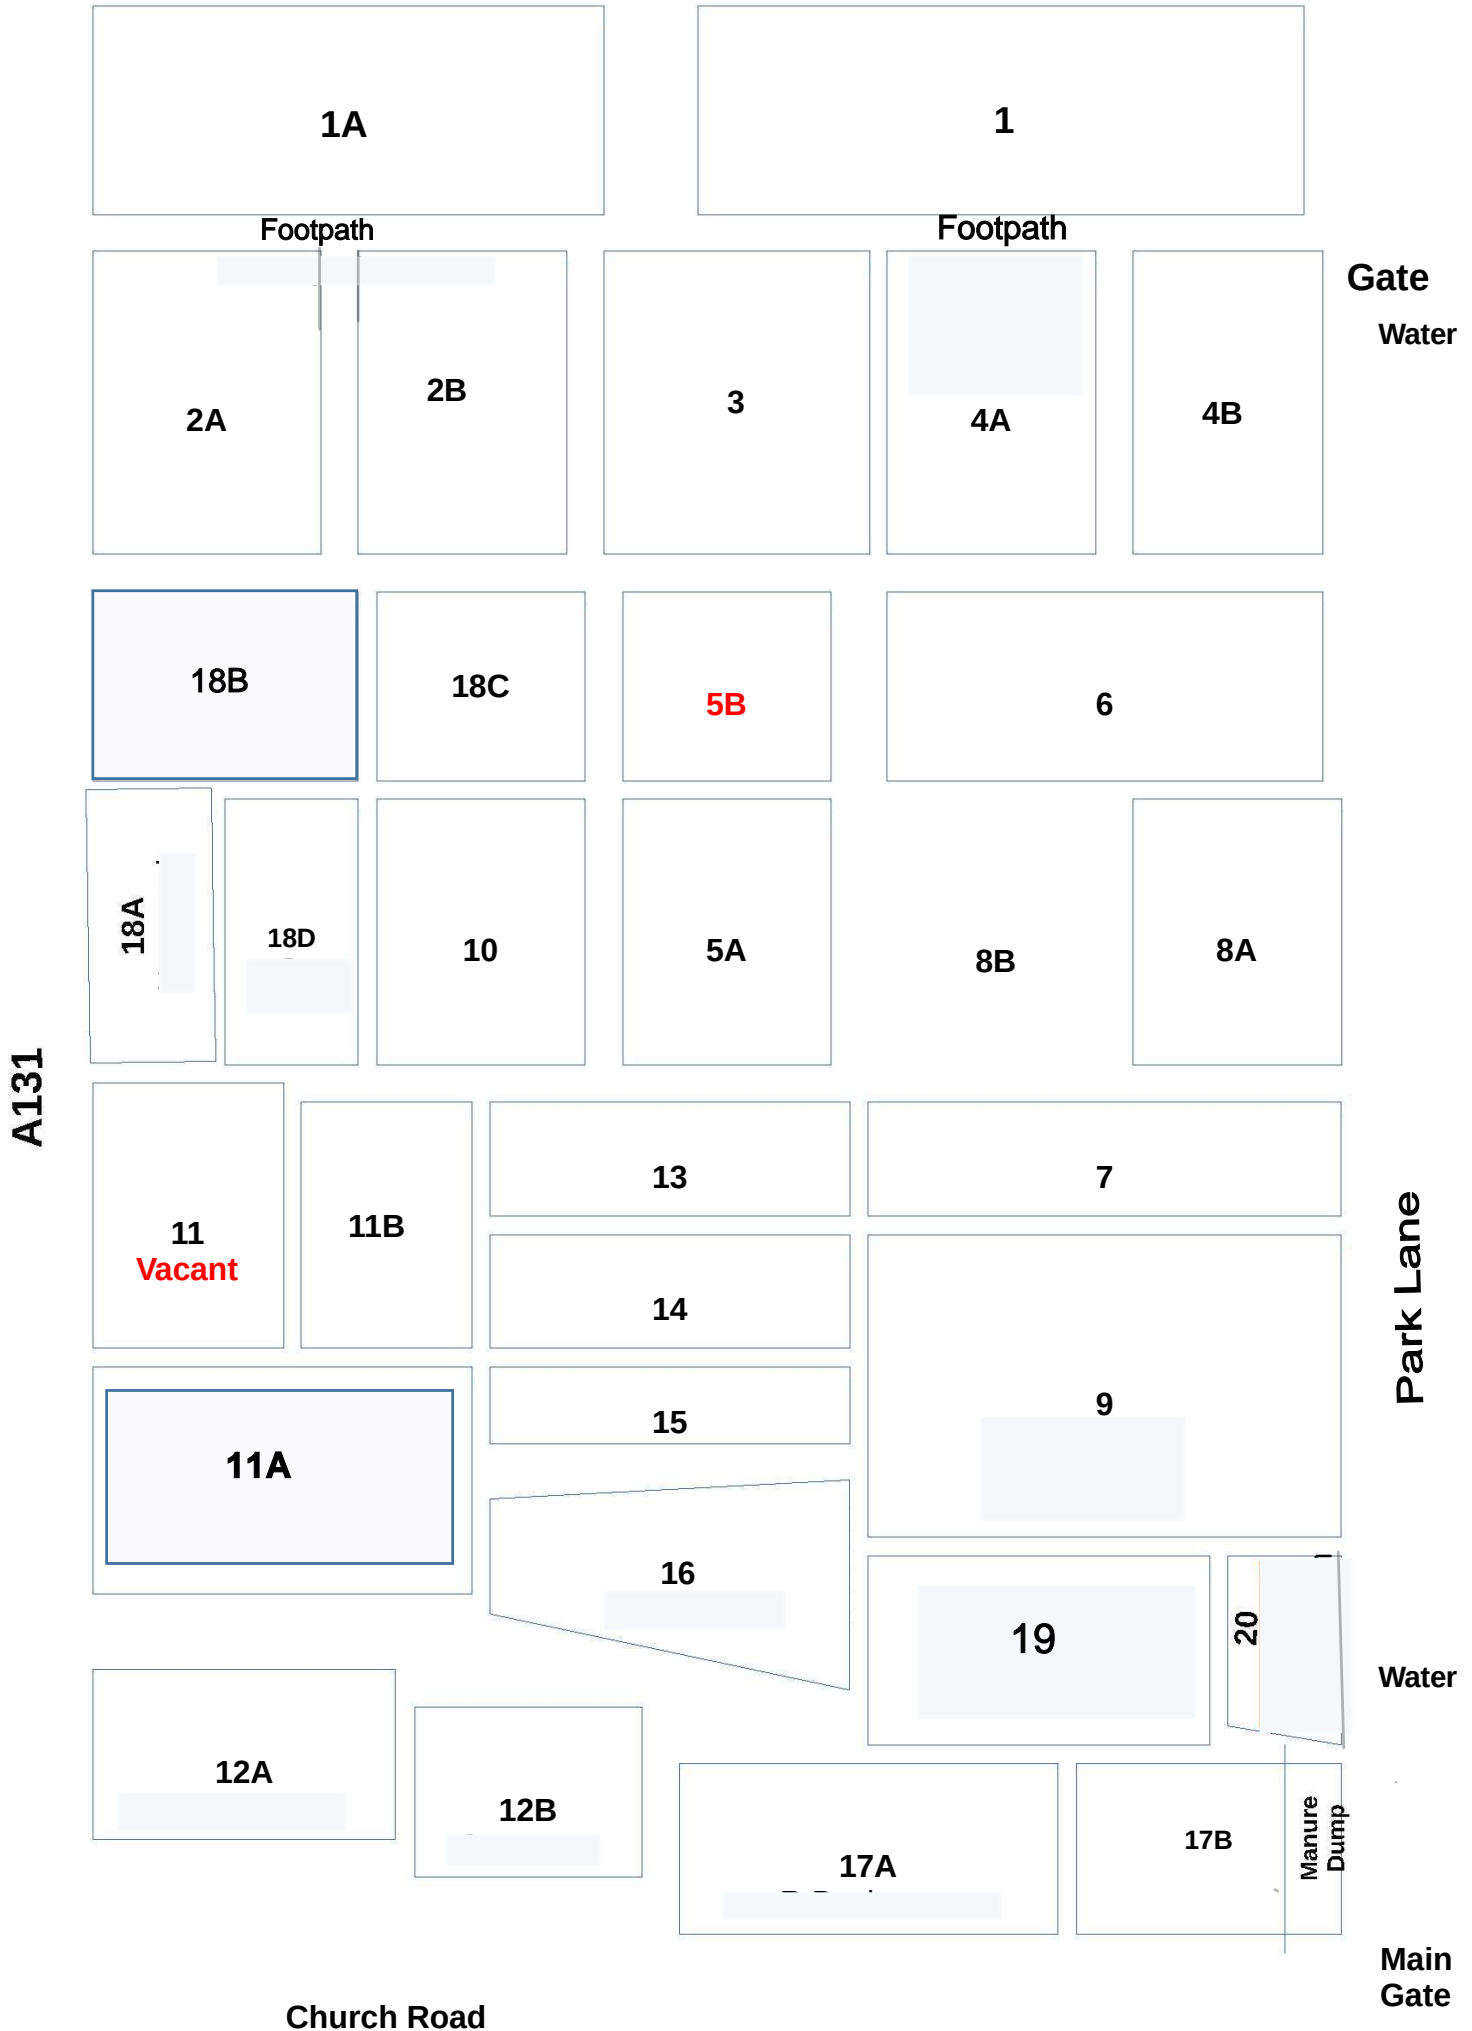 1A
1
Footpath
Footpath
Gate
Water
2A
2B
3
4A
4B
18B
18C
5B
6
18A
18D
10
5A
8B
8A
A131
11
Vacant
11B
13
7
14
Park Lane
15
9
11A
16
19
20
Water
12A
12B
17A
17B
Manure
Dump
Main
Gate
Church Road